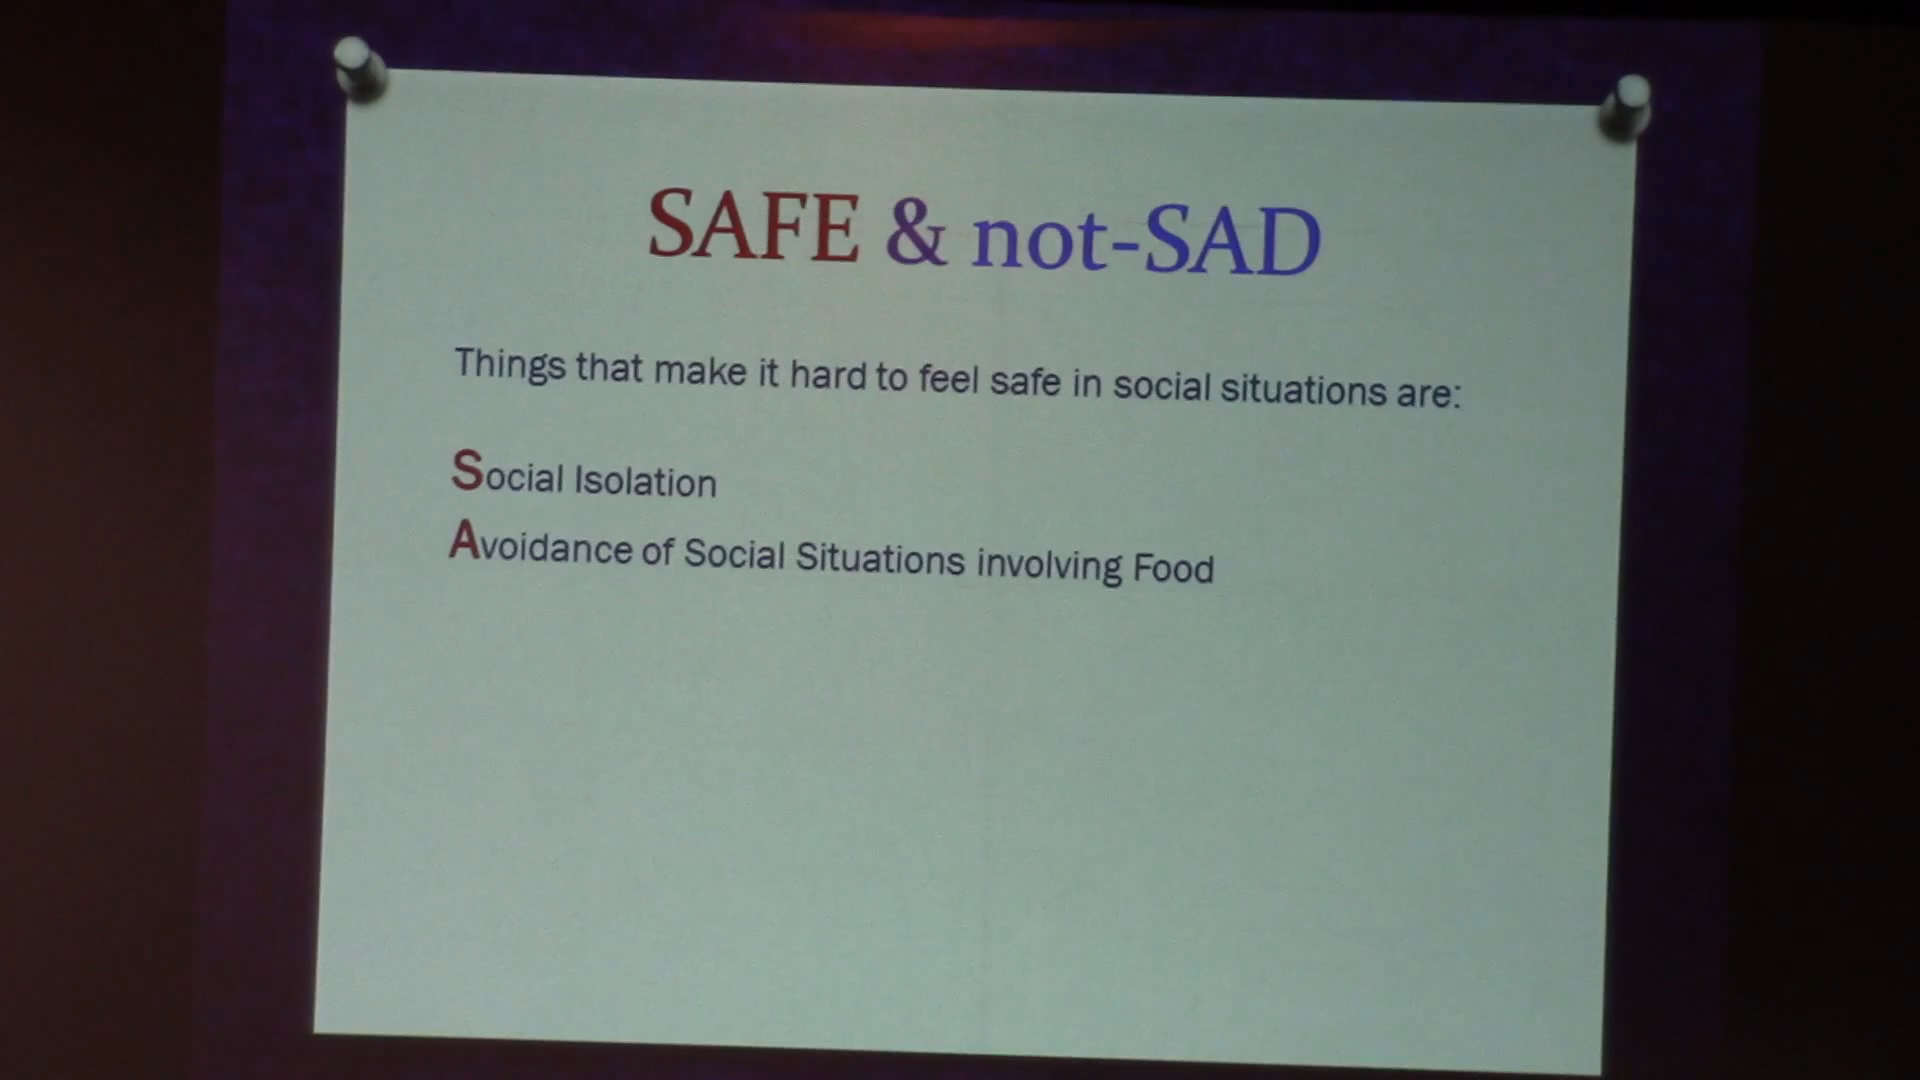 SAFE & not-SAD
Things that make it hard to feel safe in social situations are:
Social Isolation
Avoidance of Social Situations involving Food